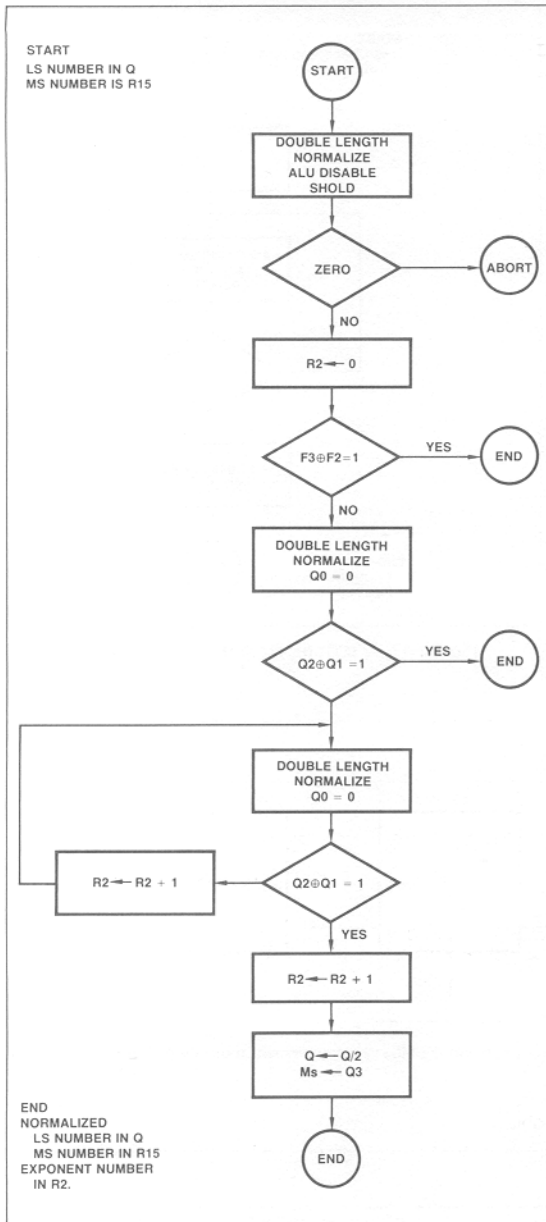 START
LS NUMBER IN Q
MS NUMBER IS R15
START
DOUBLE LENGTH
NORMALIZE
ALU DISABLE
SHOLD
ZERO
ABORT
NO
R2 ← 0
F3⊕F2=1
YES
END
NO
DOUBLE LENGTH
NORMALIZE
Q0 = 0
Q2⊕Q1 =1
YES
END
DOUBLE LENGTH
NORMALIZE
Q0 = 0
R2 ← R2 + 1
Q2⊕Q1 = 1
YES
R2 ← R2 + 1
Q ← Q/2
Ms ← Q3
END
END
NORMALIZED
LS NUMBER IN Q
MS NUMBER IN R15
EXPONENT NUMBER
IN R2.